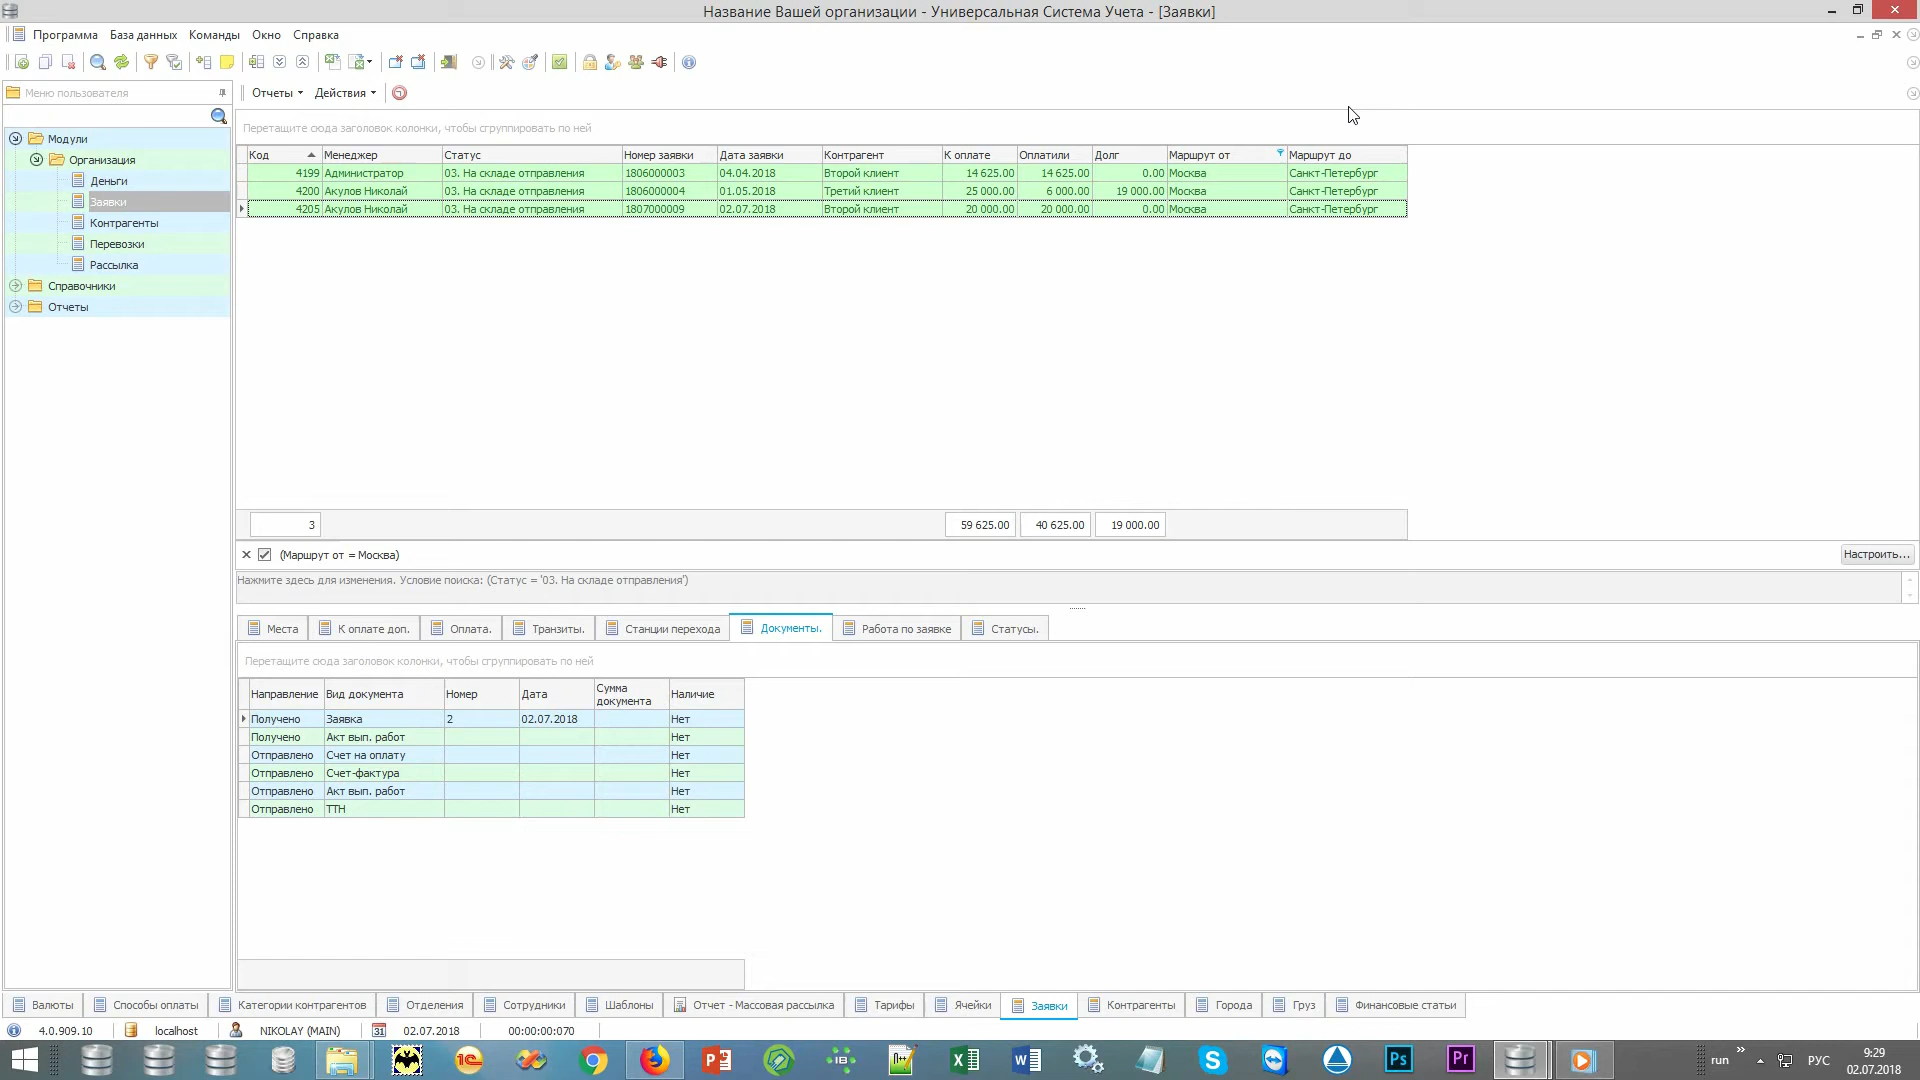 Название Вашей организации - Универсальная Система Учета - [Заявки]
Программа База данных Команды Окно Справка
Меню пользователя
Отчеты Действия
Перетащите сюда заголовок колонки, чтобы сгруппировать по ней
Модули
Организация
Деньги
Заявки
Контрагенты
Перевозки
Рассылка
Справочники
Отчеты
Код Менеджер Статус Номер заявки Дата заявки Контрагент К оплате Оплатили Долг Маршрут от Маршрут до
4199 Администратор 03. На складе отправления 1806000003 04.04.2018 Второй клиент 14 625.00 14 625.00 0.00 Москва Санкт-Петербург
4200 Акулов Николай 03. На складе отправления 1806000004 01.05.2018 Третий клиент 25 000.00 6 000.00 19 000.00 Москва Санкт-Петербург
4205 Акулов Николай 03. На складе отправления 1807000009 02.07.2018 Второй клиент 20 000.00 20 000.00 0.00 Москва Санкт-Петербург
3 59 625.00 40 625.00 19 000.00
(Маршрут от = Москва) Настроить...
Нажмите здесь для изменения. Условие поиска: (Статус = '03. На складе отправления')
Места К оплате доп. Оплата. Транзиты. Станции перехода Документы. Работа по заявке Статусы.
Перетащите сюда заголовок колонки, чтобы сгруппировать по ней
Направление Вид документа Номер Дата Сумма документа Наличие
Получено Заявка 2 02.07.2018 Нет
Получено Акт вып. работ Нет
Отправлено Счет на оплату Нет
Отправлено Счет-фактура Нет
Отправлено Акт вып. работ Нет
Отправлено ТТН Нет
Валюты Способы оплаты Категории контрагентов Отделения Сотрудники Шаблоны Отчет - Массовая рассылка Тарифы Ячейки Заявки Контрагенты Города Груз Финансовые статьи
4.0.909.10 localhost NIKOLAY (MAIN) 31 02.07.2018 00:00:00:070
run РУС 9:29
02.07.2018